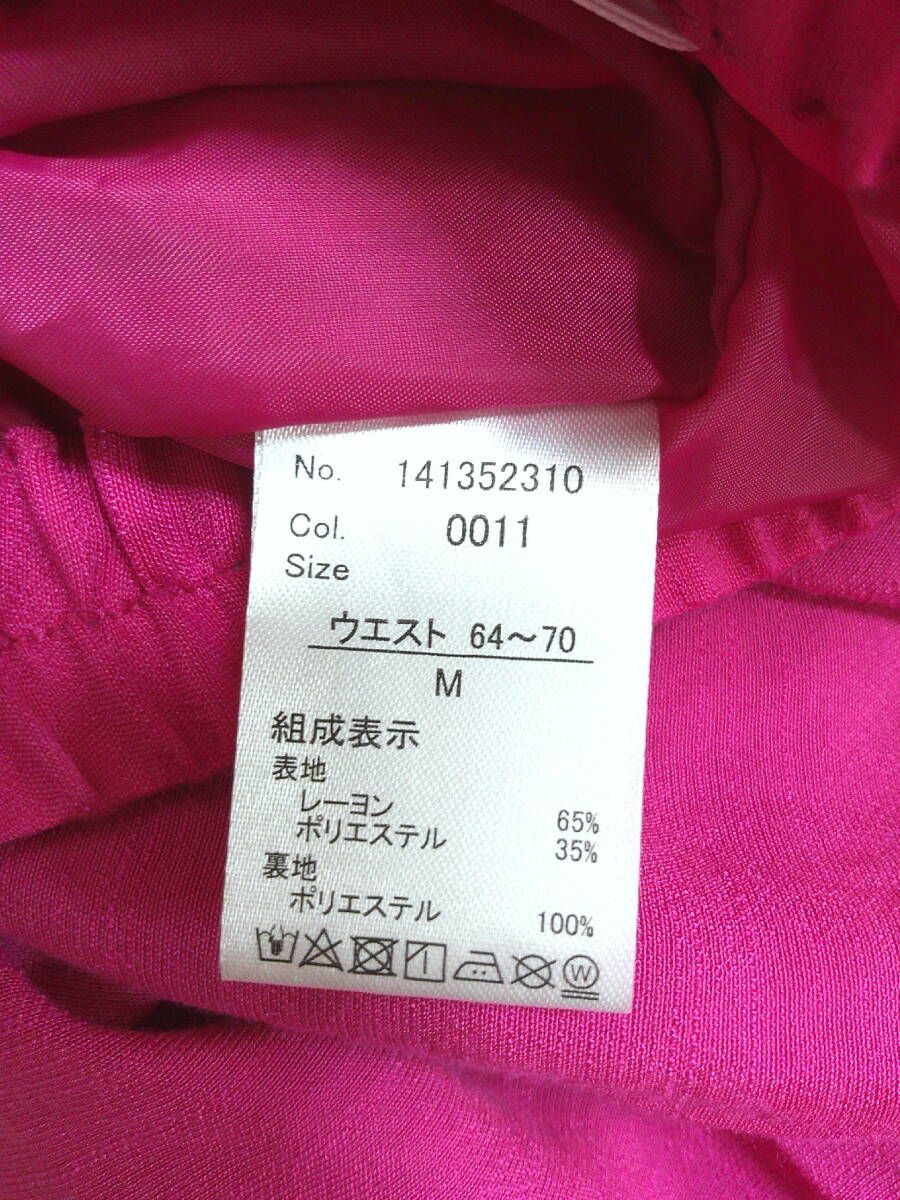 No. 141352310
Col. 0011
Size
ウエスト 64～70
M
組成表示
表地
レーヨン 65%
ポリエステル 35%
裏地
ポリエステル 100%
W